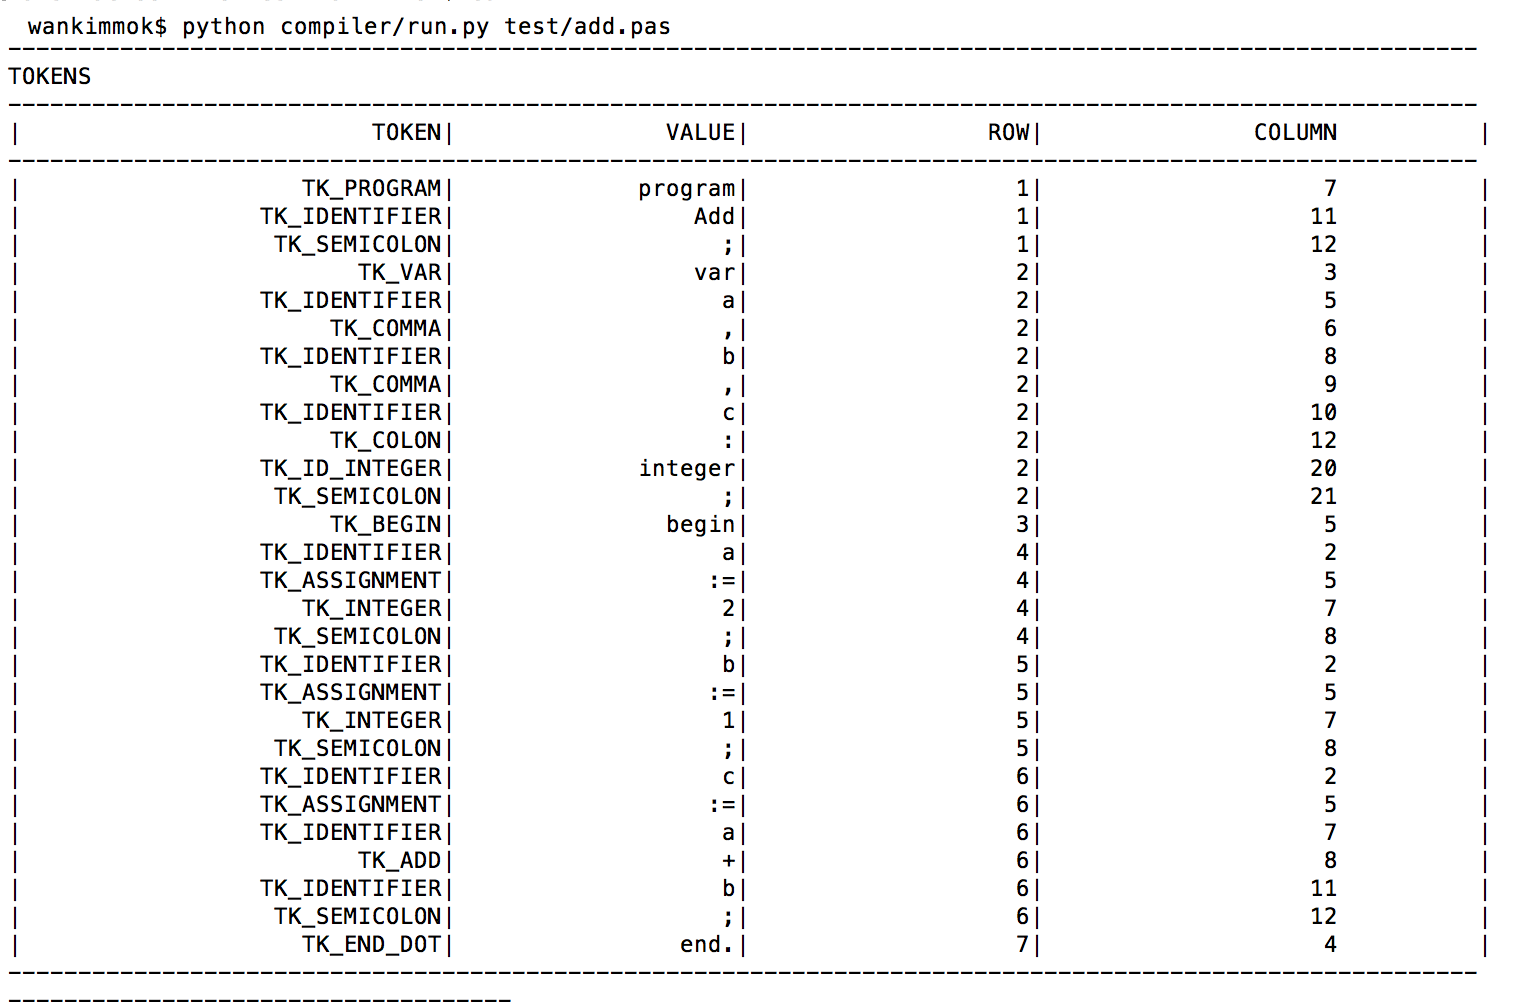 wankimmok$ python compiler/run.py test/add.pas
---------------------------------------------------------------------------------------------------------
TOKENS
---------------------------------------------------------------------------------------------------------
| TOKEN| VALUE| ROW| COLUMN |
---------------------------------------------------------------------------------------------------------
| TK_PROGRAM| program| 1| 7 |
| TK_IDENTIFIER| Add| 1| 11 |
| TK_SEMICOLON| ;| 1| 12 |
| TK_VAR| var| 2| 3 |
| TK_IDENTIFIER| a| 2| 5 |
| TK_COMMA| ,| 2| 6 |
| TK_IDENTIFIER| b| 2| 8 |
| TK_COMMA| ,| 2| 9 |
| TK_IDENTIFIER| c| 2| 10 |
| TK_COLON| :| 2| 12 |
| TK_ID_INTEGER| integer| 2| 20 |
| TK_SEMICOLON| ;| 2| 21 |
| TK_BEGIN| begin| 3| 5 |
| TK_IDENTIFIER| a| 4| 2 |
| TK_ASSIGNMENT| :=| 4| 5 |
| TK_INTEGER| 2| 4| 7 |
| TK_SEMICOLON| ;| 4| 8 |
| TK_IDENTIFIER| b| 5| 2 |
| TK_ASSIGNMENT| :=| 5| 5 |
| TK_INTEGER| 1| 5| 7 |
| TK_SEMICOLON| ;| 5| 8 |
| TK_IDENTIFIER| c| 6| 2 |
| TK_ASSIGNMENT| :=| 6| 5 |
| TK_IDENTIFIER| a| 6| 7 |
| TK_ADD| +| 6| 8 |
| TK_IDENTIFIER| b| 6| 11 |
| TK_SEMICOLON| ;| 6| 12 |
| TK_END_DOT| end.| 7| 4 |
---------------------------------------------------------------------------------------------------------
------------------------------------